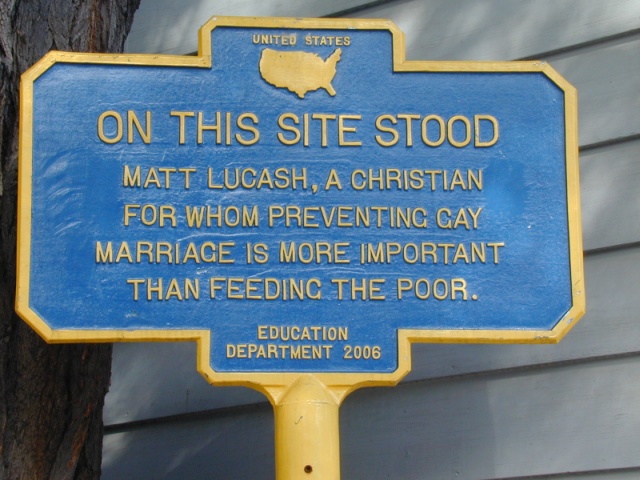 UNITED STATES
ON THIS SITE STOOD
MATT LUCASH, A CHRISTIAN
FOR WHOM PREVENTING GAY
MARRIAGE IS MORE IMPORTANT
THAN FEEDING THE POOR.
EDUCATION
DEPARTMENT 2006